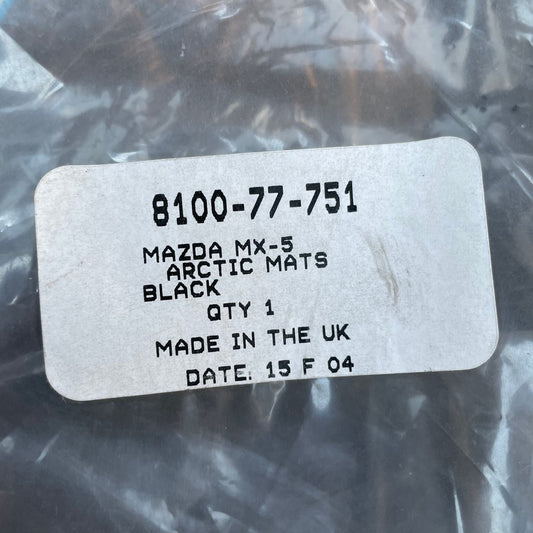 8100-77-751
MAZDA MX-5
ARCTIC MATS
BLACK
QTY 1
MADE IN THE UK
DATE: 15 F 04